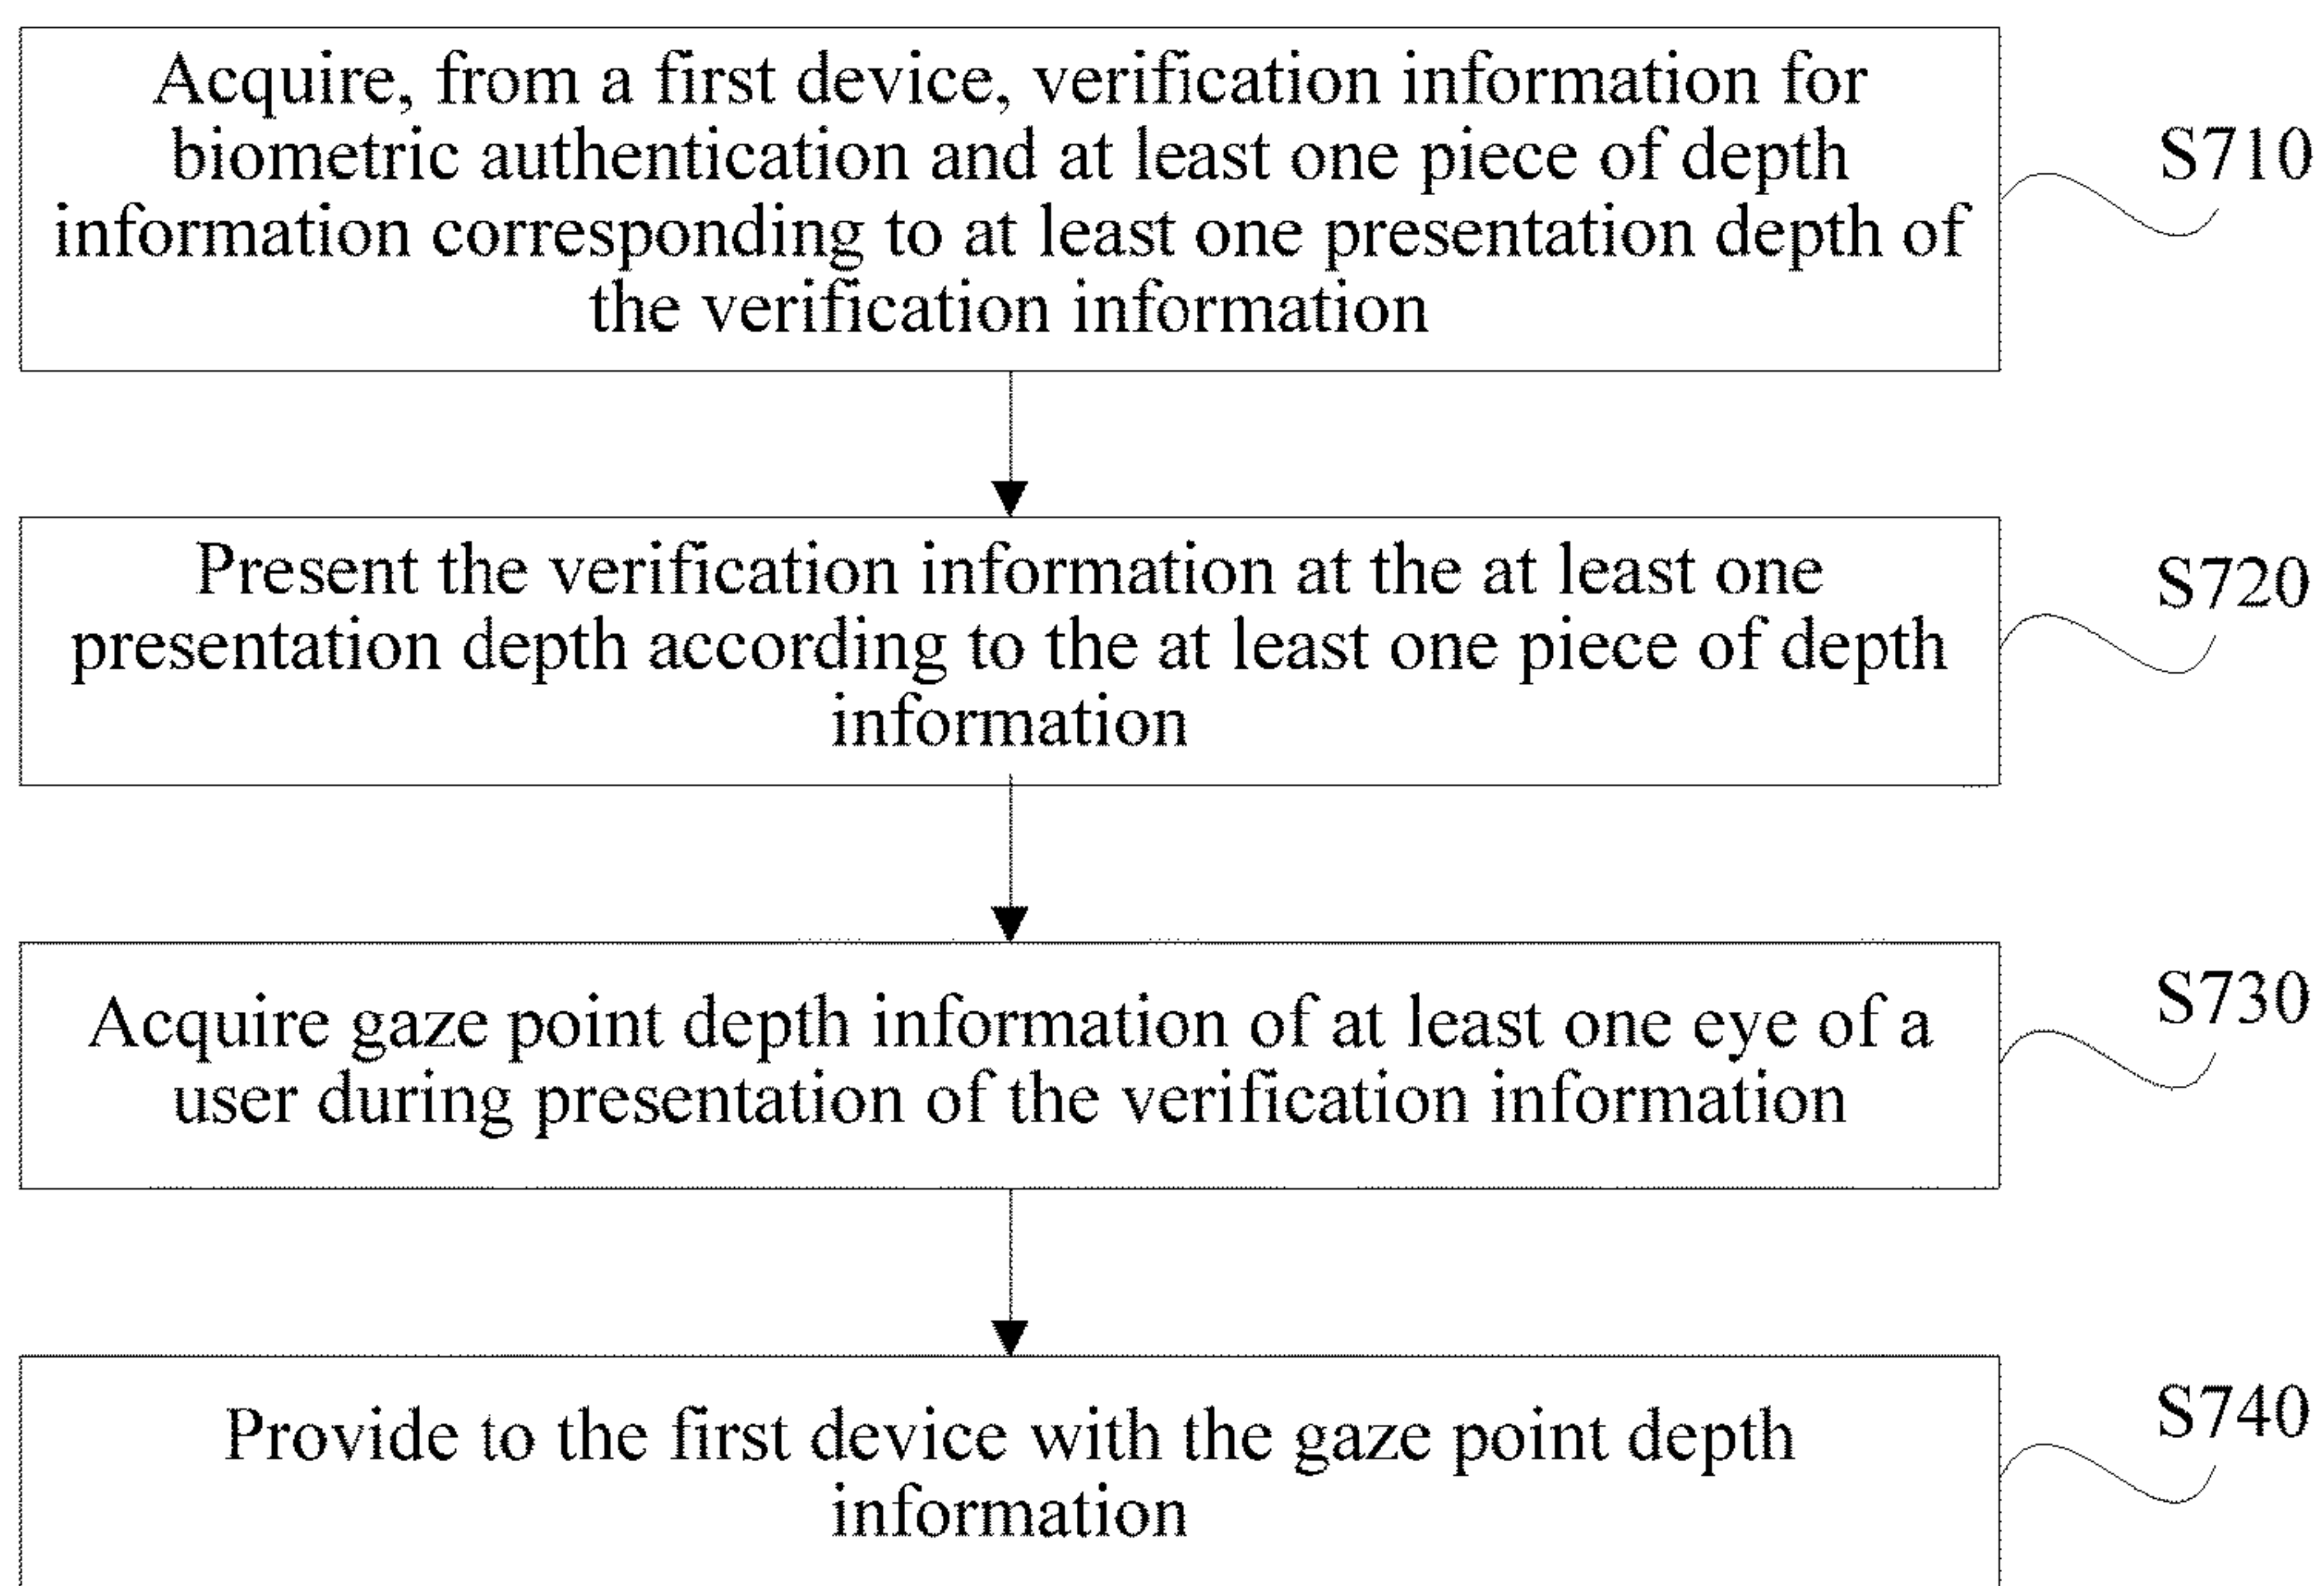 Acquire, from a first device, verification information for
biometric authentication and at least one piece of depth
information corresponding to at least one presentation depth of
the verification information
S710
Present the verification information at the at least one
presentation depth according to the at least one piece of depth
information
S720
Acquire gaze point depth information of at least one eye of a
user during presentation of the verification information
S730
Provide to the first device with the gaze point depth
information
S740